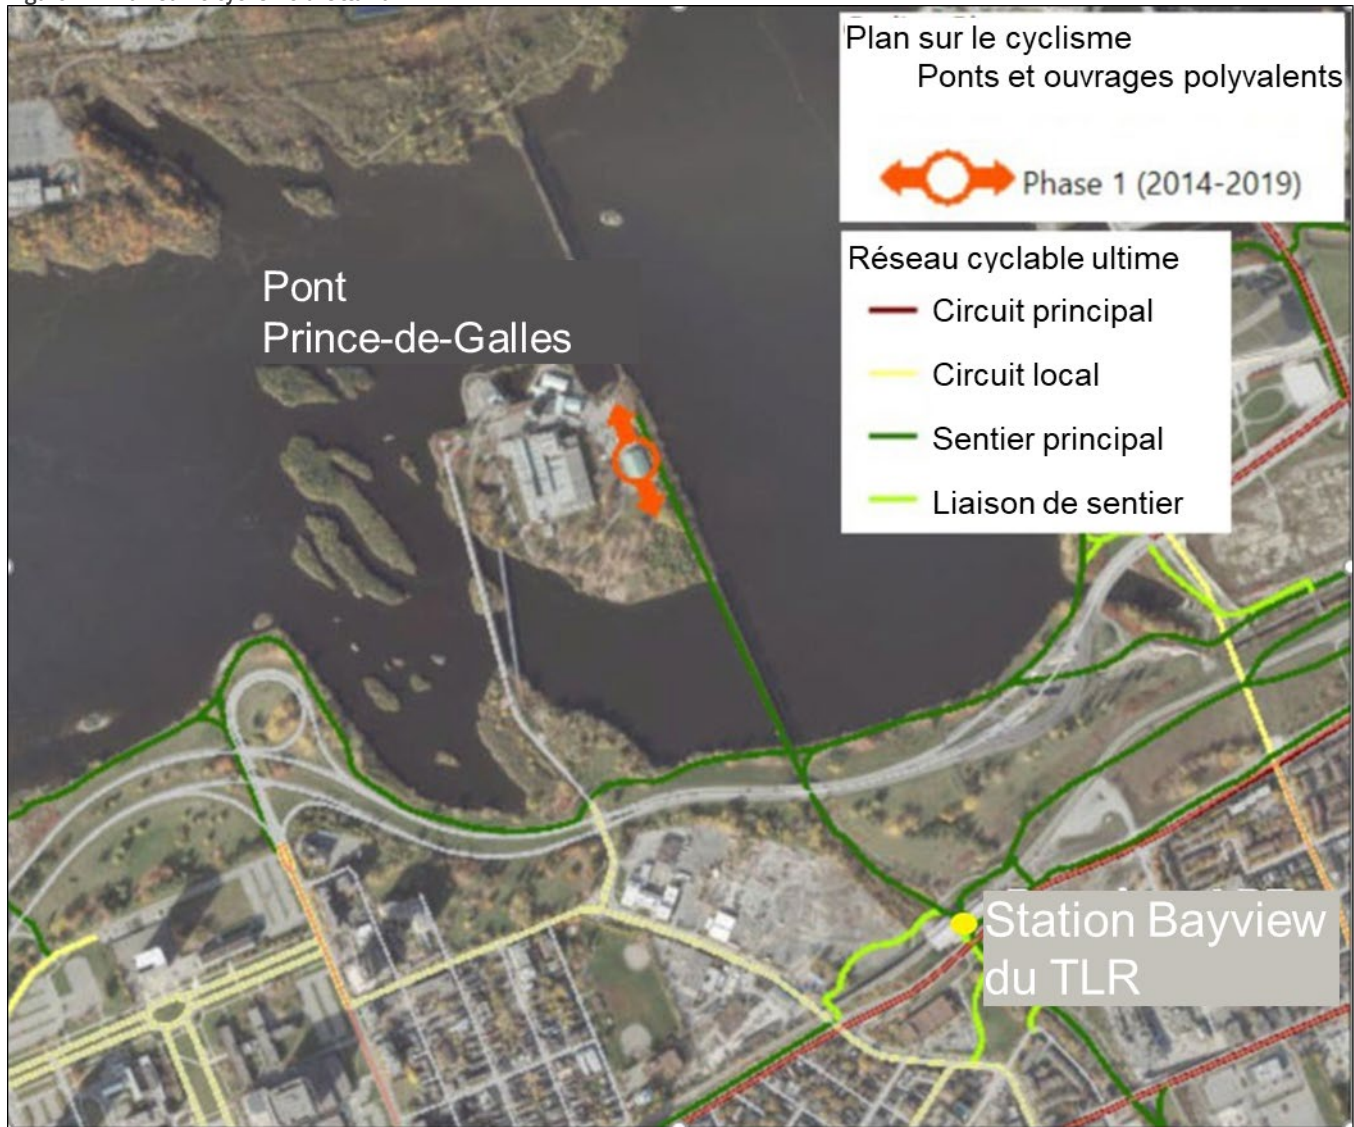 Plan sur le cyclisme
Ponts et ouvrages polyvalents
Phase 1 (2014-2019)
Réseau cyclable ultime
Circuit principal
Circuit local
Sentier principal
Liaison de sentier
Pont
Prince-de-Galles
Station Bayview
du TLR